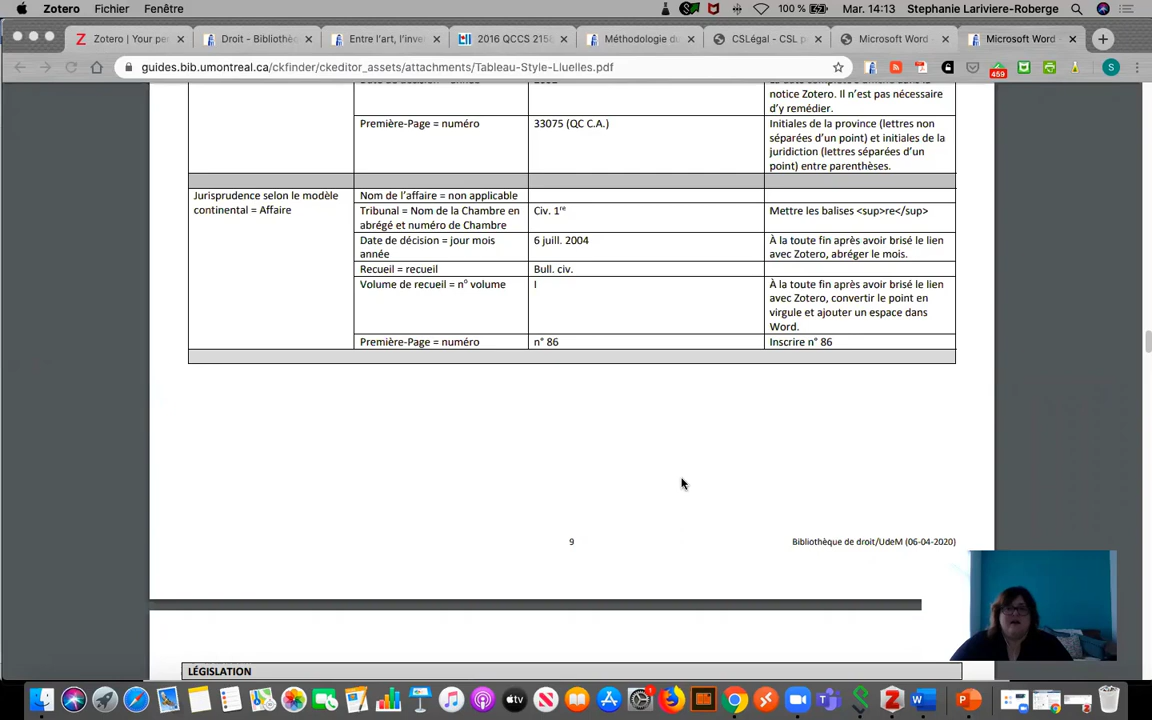 Zotero Fichier Fenêtre 100 % Mar. 14:13 Stephanie Lariviere-Roberge
Zotero | Your pe Droit - Bibliothè Entre l'art, l'inve 2016 QCCS 215 Méthodologie du CSLégal - CSL p Microsoft Word Microsoft Word
guides.bib.umontreal.ca/ckfinder/ckeditor_assets/attachments/Tableau-Style-Lluelles.pdf 459 S
notice Zotero. Il n'est pas nécessaire
d'y remédier.
Première-Page = numéro 33075 (QC C.A.) Initiales de la province (lettres non
séparées d'un point) et initiales de la
juridiction (lettres séparées d'un
point) entre parenthèses.
Jurisprudence selon le modèle Nom de l'affaire = non applicable
continental = Affaire Tribunal = Nom de la Chambre en Civ. 1re Mettre les balises <sup>re</sup>
abrégé et numéro de Chambre
Date de décision = jour mois 6 juill. 2004 À la toute fin après avoir brisé le lien
année avec Zotero, abréger le mois.
Recueil = recueil Bull. civ.
Volume de recueil = no volume I À la toute fin après avoir brisé le lien
avec Zotero, convertir le point en
virgule et ajouter un espace dans
Word.
Première-Page = numéro n° 86 Inscrire n° 86
9 Bibliothèque de droit/UdeM (06-04-2020)
LÉGISLATION